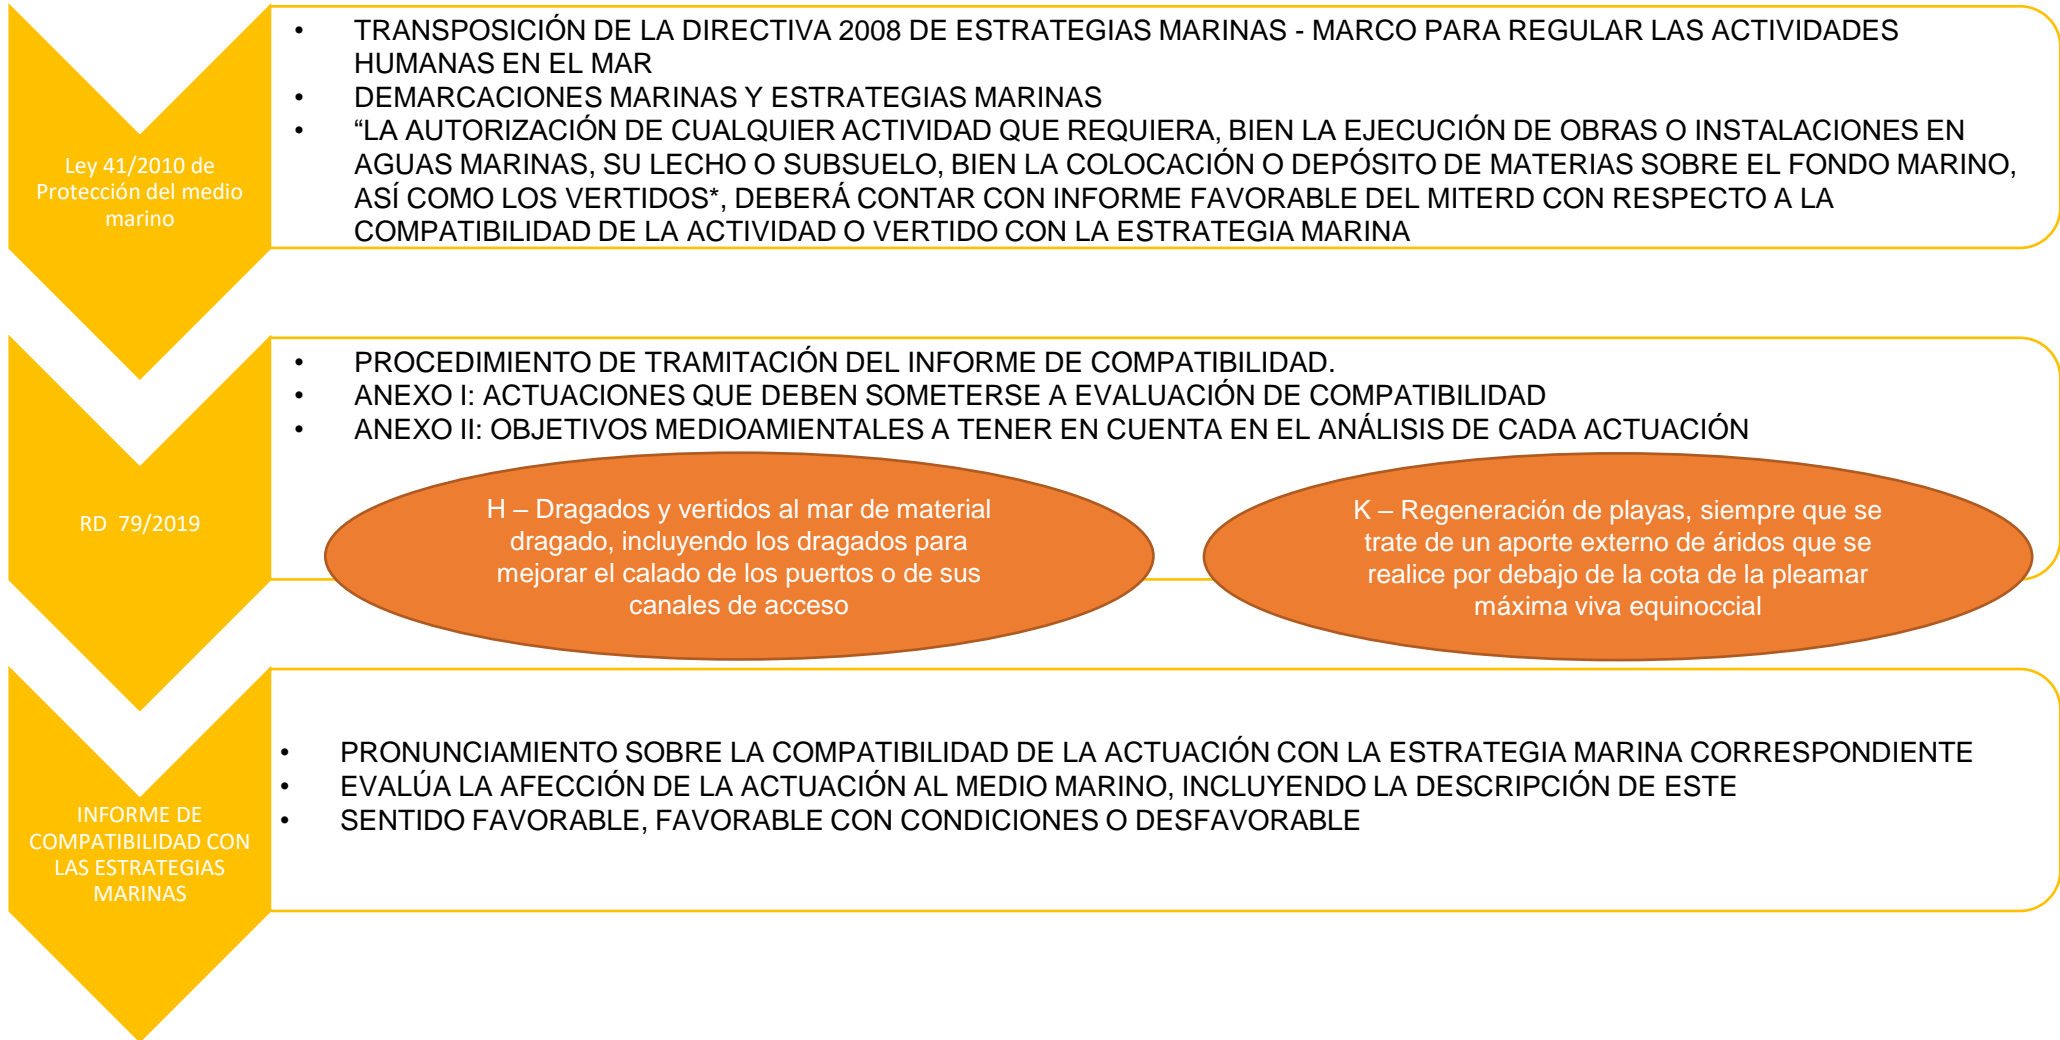 Ley 41/2010 de
Protección del medio
marino
• TRANSPOSICIÓN DE LA DIRECTIVA 2008 DE ESTRATEGIAS MARINAS - MARCO PARA REGULAR LAS ACTIVIDADES
HUMANAS EN EL MAR
• DEMARCACIONES MARINAS Y ESTRATEGIAS MARINAS
• “LA AUTORIZACIÓN DE CUALQUIER ACTIVIDAD QUE REQUIERA, BIEN LA EJECUCIÓN DE OBRAS O INSTALACIONES EN
AGUAS MARINAS, SU LECHO O SUBSUELO, BIEN LA COLOCACIÓN O DEPÓSITO DE MATERIAS SOBRE EL FONDO MARINO,
ASÍ COMO LOS VERTIDOS*, DEBERÁ CONTAR CON INFORME FAVORABLE DEL MITERD CON RESPECTO A LA
COMPATIBILIDAD DE LA ACTIVIDAD O VERTIDO CON LA ESTRATEGIA MARINA
RD 79/2019
• PROCEDIMIENTO DE TRAMITACIÓN DEL INFORME DE COMPATIBILIDAD.
• ANEXO I: ACTUACIONES QUE DEBEN SOMETERSE A EVALUACIÓN DE COMPATIBILIDAD
• ANEXO II: OBJETIVOS MEDIOAMIENTALES A TENER EN CUENTA EN EL ANÁLISIS DE CADA ACTUACIÓN
H – Dragados y vertidos al mar de material
dragado, incluyendo los dragados para
mejorar el calado de los puertos o de sus
canales de acceso
K – Regeneración de playas, siempre que se
trate de un aporte externo de áridos que se
realice por debajo de la cota de la pleamar
máxima viva equinoccial
INFORME DE
COMPATIBILIDAD CON
LAS ESTRATEGIAS
MARINAS
• PRONUNCIAMIENTO SOBRE LA COMPATIBILIDAD DE LA ACTUACIÓN CON LA ESTRATEGIA MARINA CORRESPONDIENTE
• EVALÚA LA AFECCIÓN DE LA ACTUACIÓN AL MEDIO MARINO, INCLUYENDO LA DESCRIPCIÓN DE ESTE
• SENTIDO FAVORABLE, FAVORABLE CON CONDICIONES O DESFAVORABLE